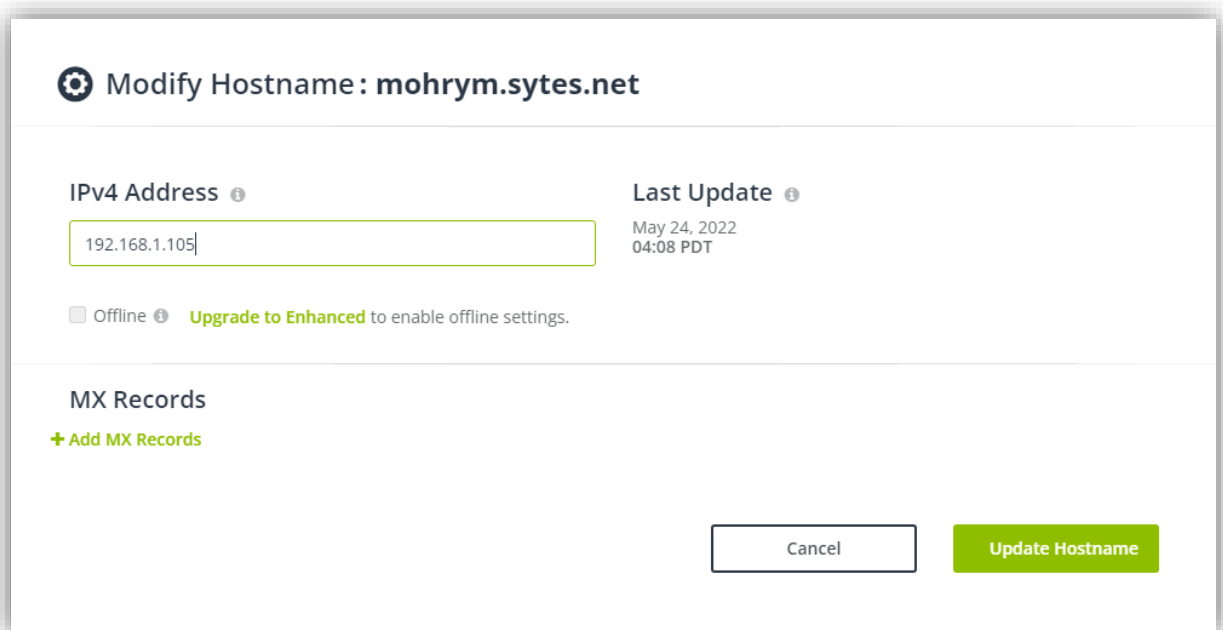 Modify Hostname : mohrym.sytes.net
IPv4 Address
Last Update
192.168.1.105
May 24, 2022
04:08 PDT
Offline Upgrade to Enhanced to enable offline settings.
MX Records
+ Add MX Records
Cancel
Update Hostname